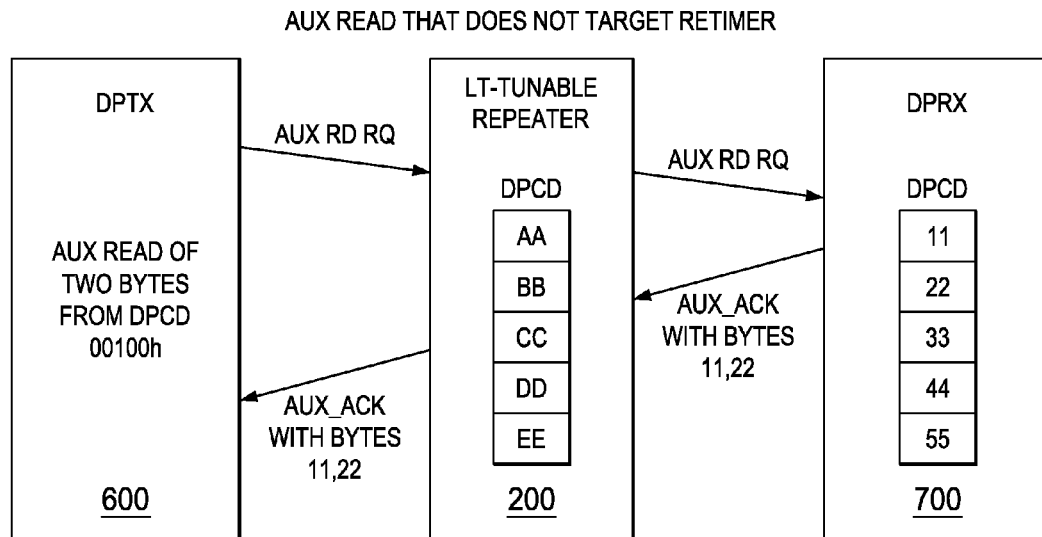 AUX READ THAT DOES NOT TARGET RETIMER
DPTX
AUX READ OF
TWO BYTES
FROM DPCD
00100h
600
AUX RD RQ
AUX_ACK
WITH BYTES
11,22
LT-TUNABLE
REPEATER
DPCD
AA
BB
CC
DD
EE
200
AUX RD RQ
AUX_ACK
WITH BYTES
11,22
DPRX
DPCD
11
22
33
44
55
700